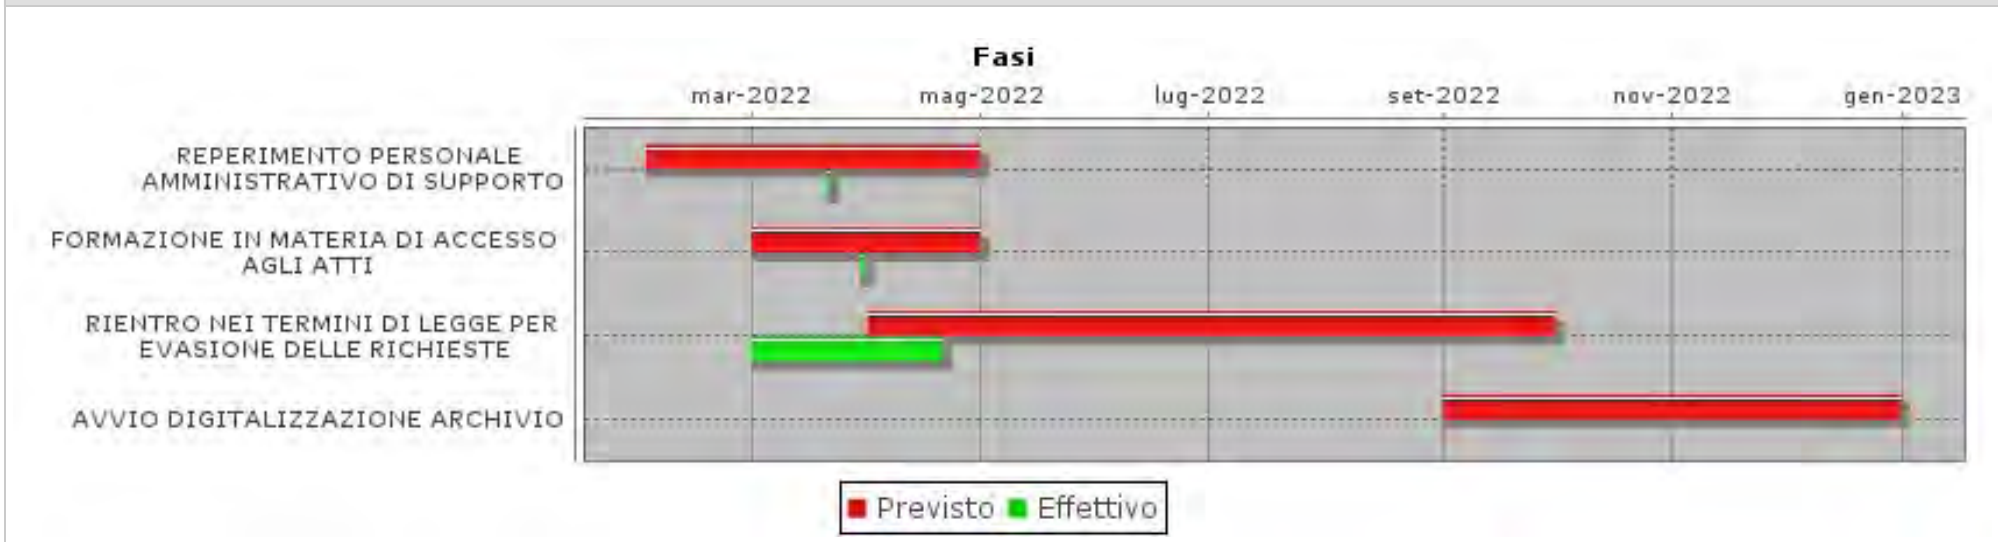 Fasi
mar-2022 mag-2022 lug-2022 set-2022 nov-2022 gen-2023
REPERIMENTO PERSONALE
AMMINISTRATIVO DI SUPPORTO
FORMAZIONE IN MATERIA DI ACCESSO
AGLI ATTI
RIENTRO NEI TERMINI DI LEGGE PER
EVASIONE DELLE RICHIESTE
AVVIO DIGITALIZZAZIONE ARCHIVIO
Previsto Effettivo